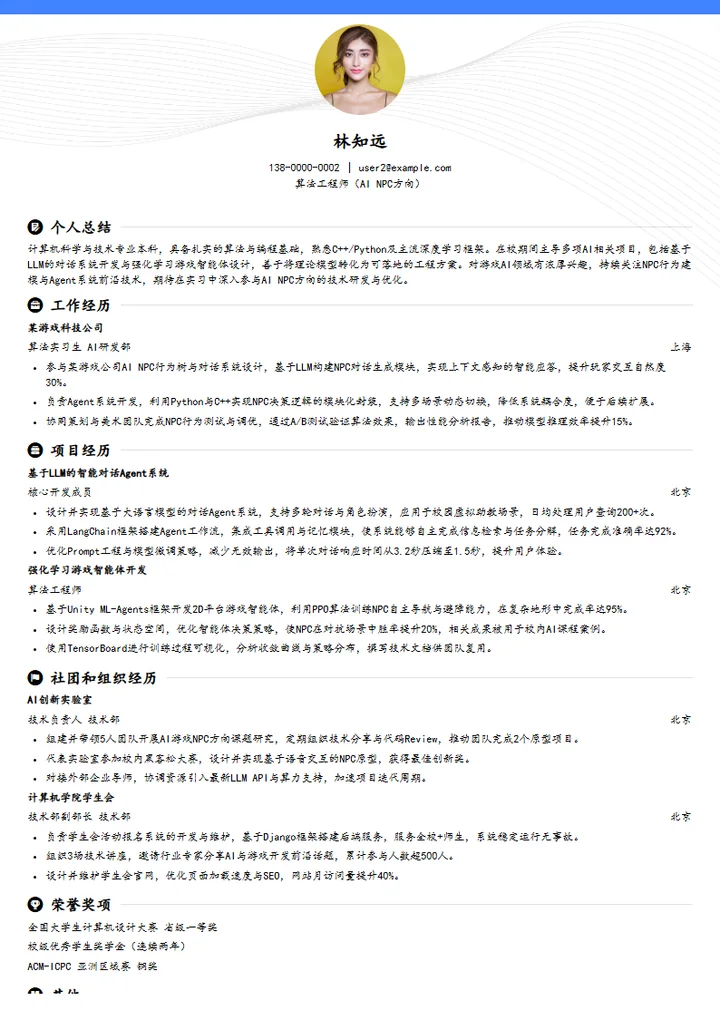 林知远
138-0000-0002 | user2@example.com
算法工程师（AI NPC方向）
个人总结
计算机科学与技术专业本科，具备扎实的算法与编程基础，熟悉C++/Python及主流深度学习框架。在校期间主导多项AI相关项目，包括基于
LLM的对话系统开发与强化学习游戏智能体设计，善于将理论模型转化为可落地的工程方案。对游戏AI领域有浓厚兴趣，持续关注NPC行为建
模与Agent系统前沿技术，期待在实习中深入参与AI NPC方向的技术研发与优化。
工作经历
某游戏科技公司
算法实习生 AI研发部 上海
• 参与某游戏公司AI NPC行为树与对话系统设计，基于LLM构建NPC对话生成模块，实现上下文感知的智能应答，提升玩家交互自然度
30%。
• 负责Agent系统开发，利用Python与C++实现NPC决策逻辑的模块化封装，支持多场景动态切换，降低系统耦合度，便于后续扩展。
• 协同策划与美术团队完成NPC行为测试与调优，通过A/B测试验证算法效果，输出性能分析报告，推动模型推理效率提升15%。
项目经历
基于LLM的智能对话Agent系统
核心开发成员 北京
• 设计并实现基于大语言模型的对话Agent系统，支持多轮对话与角色扮演，应用于校园虚拟助教场景，日均处理用户查询200+次。
• 采用LangChain框架搭建Agent工作流，集成工具调用与记忆模块，使系统能够自主完成信息检索与任务分解，任务完成准确率达92%。
• 优化Prompt工程与模型微调策略，减少无效输出，将单次对话响应时间从3.2秒压缩至1.5秒，提升用户体验。
强化学习游戏智能体开发
算法工程师 北京
• 基于Unity ML-Agents框架开发2D平台游戏智能体，利用PPO算法训练NPC自主导航与避障能力，在复杂地形中完成率达95%。
• 设计奖励函数与状态空间，优化智能体决策策略，使NPC在对抗场景中胜率提升20%，相关成果被用于校内AI课程案例。
• 使用TensorBoard进行训练过程可视化，分析收敛曲线与策略分布，撰写技术文档供团队复用。
社团和组织经历
AI创新实验室
技术负责人 技术部 北京
• 组建并带领5人团队开展AI游戏NPC方向课题研究，定期组织技术分享与代码Review，推动团队完成2个原型项目。
• 代表实验室参加校内黑客松大赛，设计并实现基于语音交互的NPC原型，获得最佳创新奖。
• 对接外部企业导师，协调资源引入最新LLM API与算力支持，加速项目迭代周期。
计算机学院学生会
技术部副部长 技术部 北京
• 负责学生会活动报名系统的开发与维护，基于Django框架搭建后端服务，服务全校+师生，系统稳定运行无事故。
• 组织3场技术讲座，邀请行业专家分享AI与游戏开发前沿话题，累计参与人数超500人。
• 设计并维护学生会官网，优化页面加载速度与SEO，网站月访问量提升40%。
荣誉奖项
全国大学生计算机设计大赛 省级一等奖
校级优秀学生奖学金（连续两年）
ACM-ICPC 亚洲区域赛 铜奖